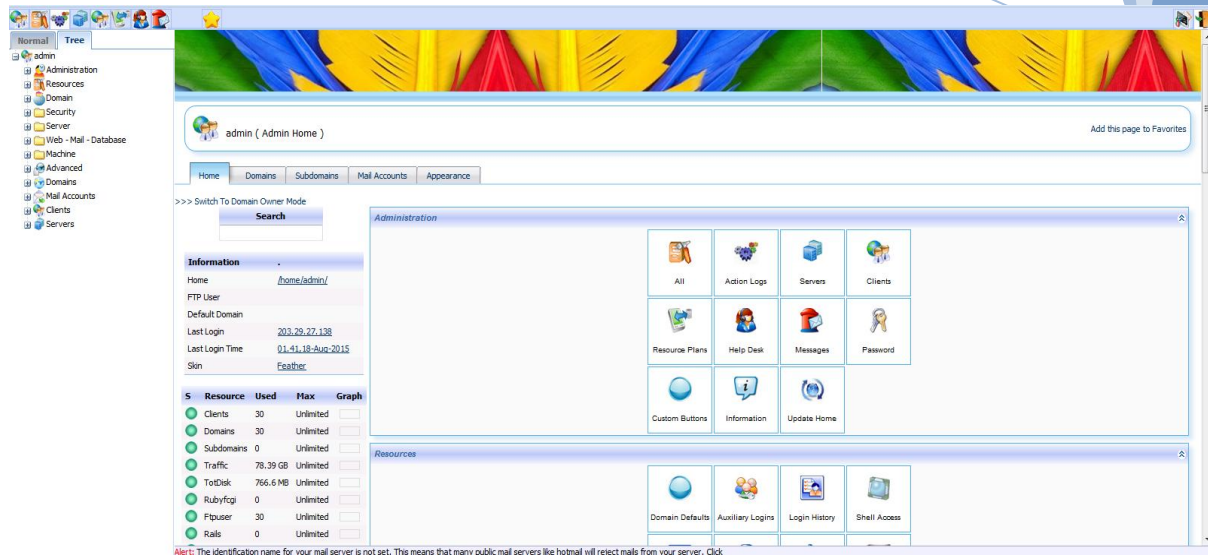 Normal Tree
admin
Administration
Resources
Domain
Security
Server
Web - Mail - Database
Machine
Advanced
Domains
Mail Accounts
Clients
Servers
admin ( Admin Home )
Add this page to Favorites
Home Domains Subdomains Mail Accounts Appearance
>>> Switch To Domain Owner Mode
Search
Information .
Home /home/admin/
FTP User
Default Domain
Last Login 203.29.27.138
Last Login Time 01.41,18-Aug-2015
Skin Feather
S Resource Used Max Graph
Clients 30 Unlimited
Domains 30 Unlimited
Subdomains 0 Unlimited
Traffic 78.39 GB Unlimited
TotDisk 766.6 MB Unlimited
Rubyfcgi 0 Unlimited
Ftpuser 30 Unlimited
Rails 0 Unlimited
Administration
All Action Logs Servers Clients
Resource Plans Help Desk Messages Password
Custom Buttons Information Update Home
Resources
Domain Defaults Auxiliary Logins Login History Shell Access
Alert: The identification name for your mail server is not set. This means that many public mail servers like hotmail will reject mails from your server. Click